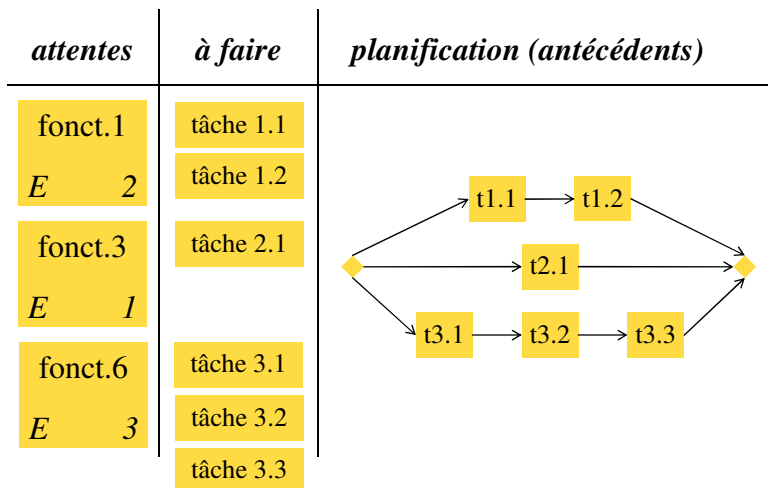 attentes
à faire
planification (antécédents)
fonct.1
E 2
tâche 1.1
tâche 1.2
fonct.3
E 1
tâche 2.1
fonct.6
E 3
tâche 3.1
tâche 3.2
tâche 3.3
t1.1
t1.2
t2.1
t3.1
t3.2
t3.3